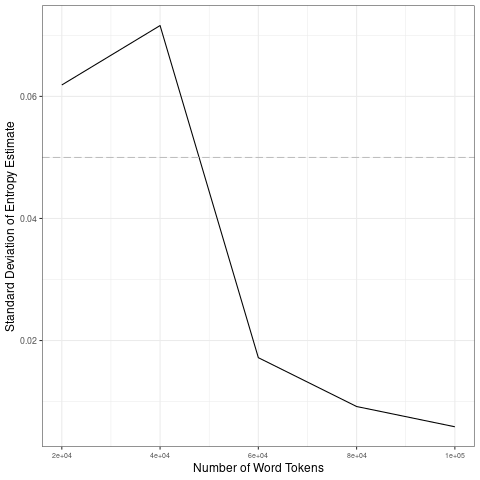 Standard Deviation of Entropy Estimate
0.06
0.04
0.02
2e+04 4e+04 6e+04 8e+04 1e+05
Number of Word Tokens